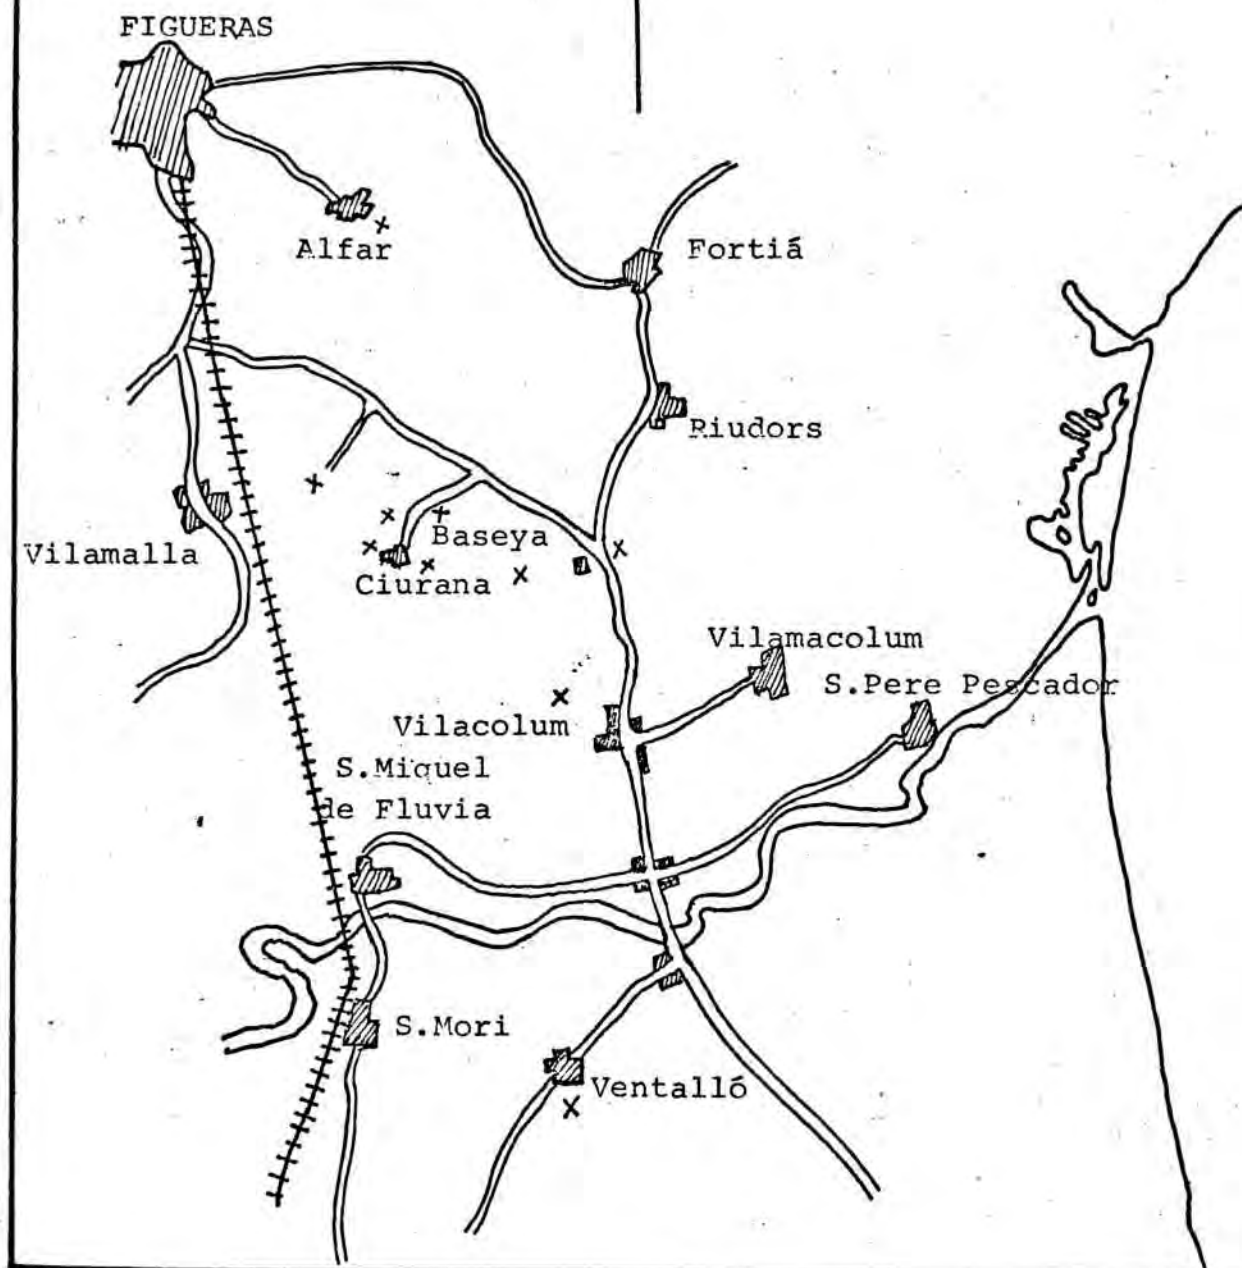 FIGUERAS
Alfar
Fortiá
Riudors
Baseya
Vilamalla
Ciurana
Vilamacolum
S.Pere Pescador
Vilacolum
S.Miquel
de Fluvia
S.Mori
Ventalló